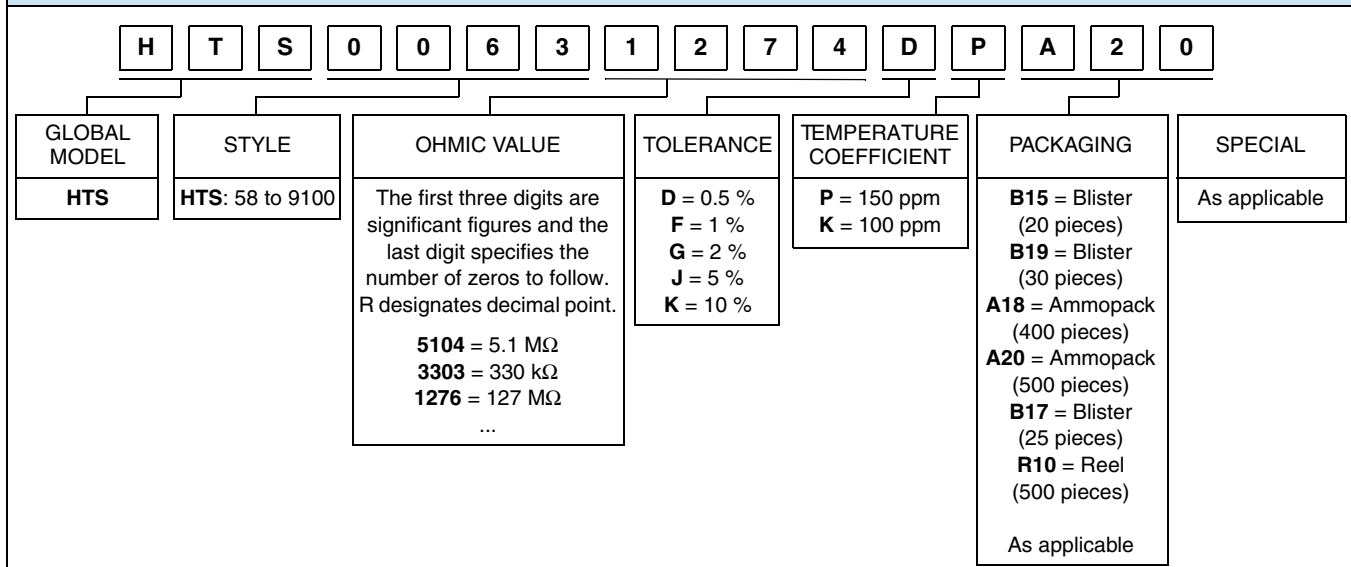 H T S 0 0 6 3 1 2 7 4 D P A 2 0
GLOBAL
MODEL
HTS
STYLE
HTS: 58 to 9100
OHMIC VALUE
The first three digits are
significant figures and the
last digit specifies the
number of zeros to follow.
R designates decimal point.
5104 = 5.1 MΩ
3303 = 330 kΩ
1276 = 127 MΩ
...
TOLERANCE
D = 0.5 %
F = 1 %
G = 2 %
J = 5 %
K = 10 %
TEMPERATURE
COEFFICIENT
P = 150 ppm
K = 100 ppm
PACKAGING
B15 = Blister
(20 pieces)
B19 = Blister
(30 pieces)
A18 = Ammopack
(400 pieces)
A20 = Ammopack
(500 pieces)
B17 = Blister
(25 pieces)
R10 = Reel
(500 pieces)
As applicable
SPECIAL
As applicable